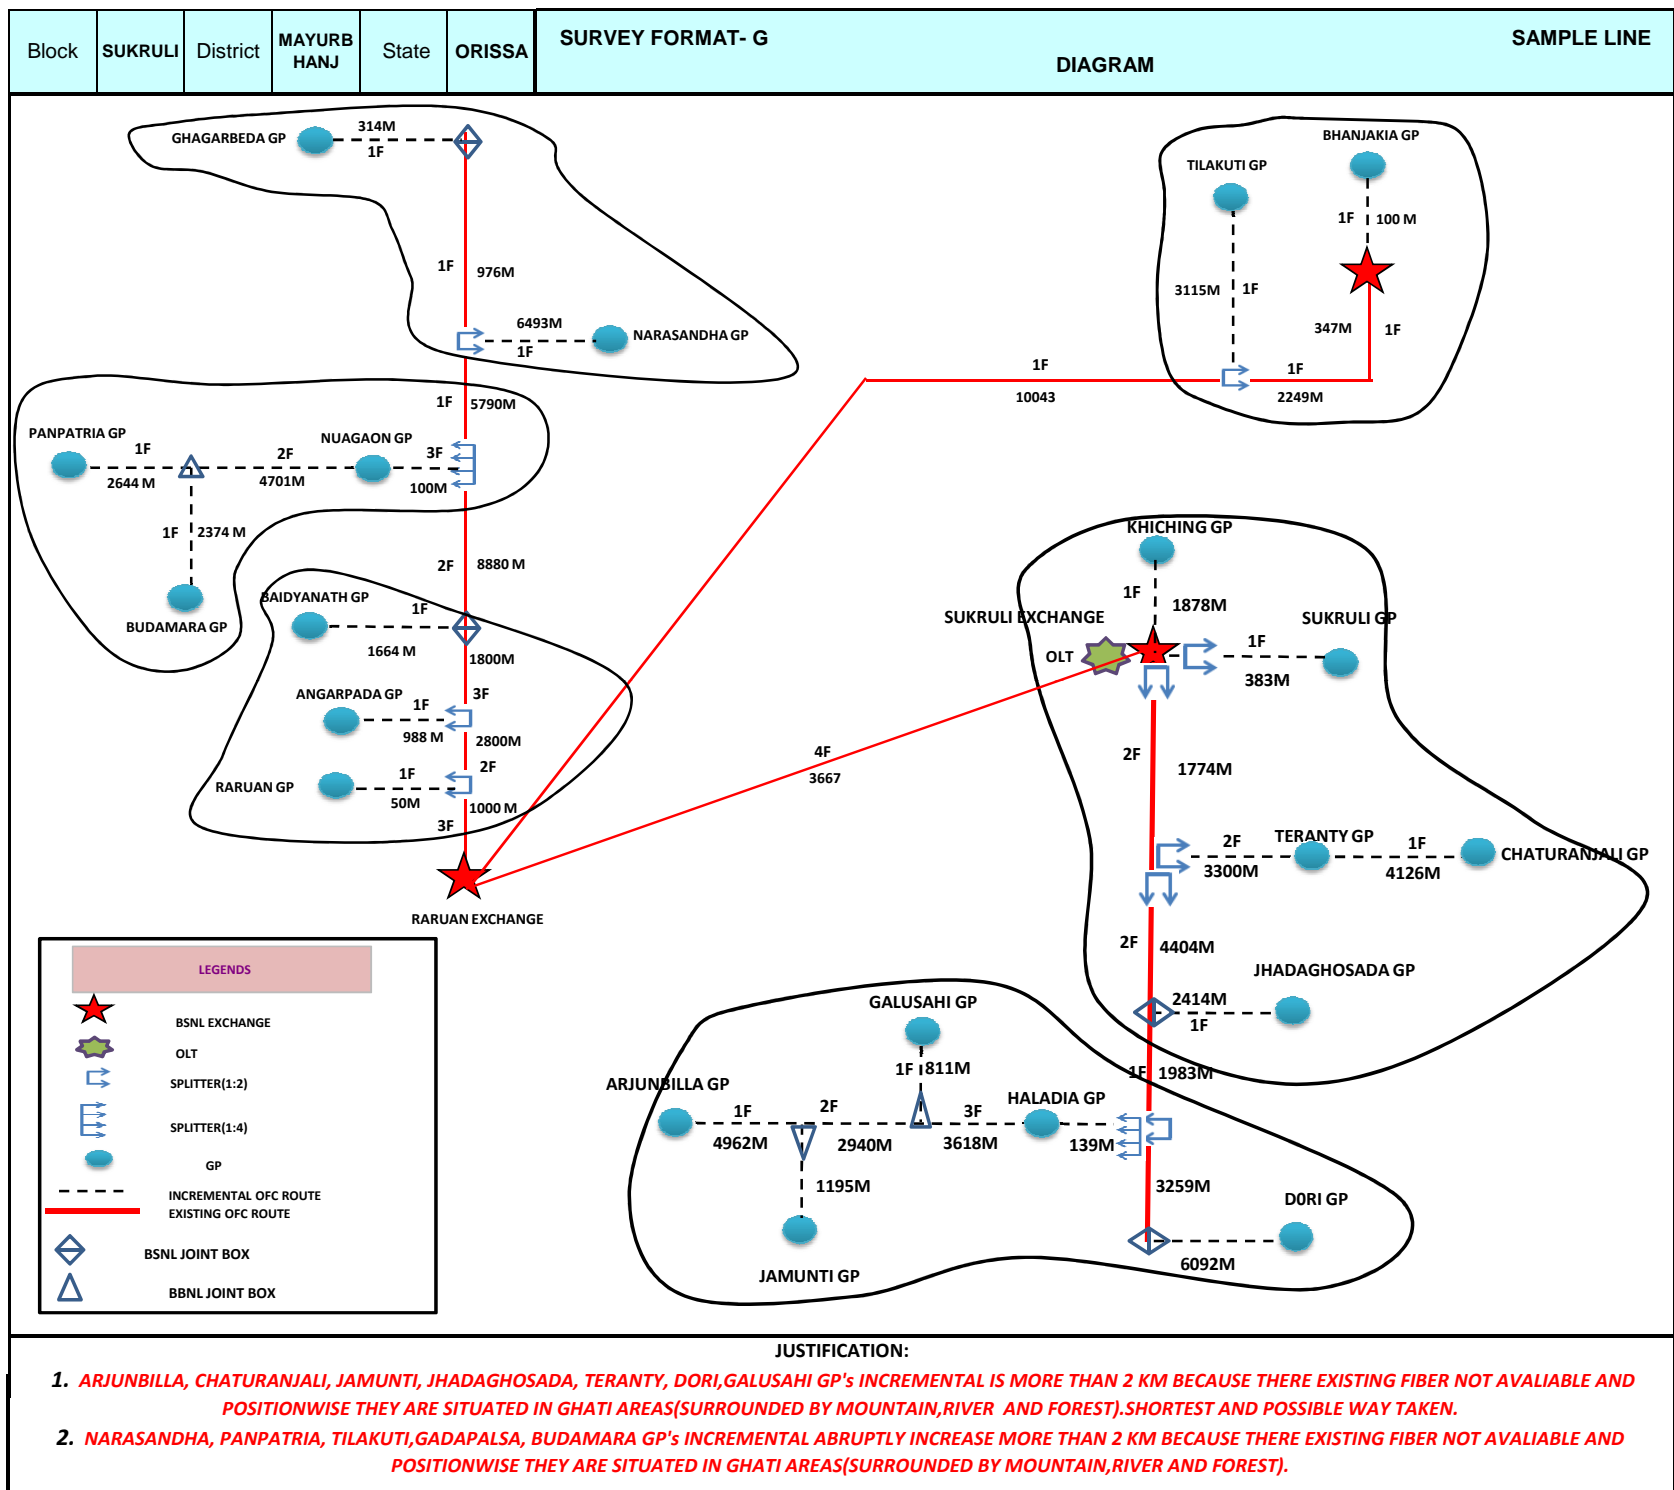 Block SUKRULI District MAYURB HANJ State ORISSA SURVEY FORMAT- G SAMPLE LINE
DIAGRAM
GHAGARBEDA GP
314M
1F
1F
976M
6493M
1F
NARASANDHA GP
BHANJAKIA GP
TILAKUTI GP
1F
100 M
3115M
1F
347M
1F
1F
10043
1F
2249M
1F
5790M
PANPATRIA GP
1F
2644 M
2F
4701M
NUAGAON GP
3F
100M
1F
2374 M
BUDAMARA GP
2F
8880 M
BAIDYANATH GP
1F
1664 M
1800M
ANGARPADA GP
1F
988 M
3F
2800M
RARUAN GP
1F
50M
2F
1000 M
3F
RARUAN EXCHANGE
4F
3667
KHICHING GP
1F
1878M
SUKRULI EXCHANGE
OLT
SUKRULI GP
1F
383M
2F
1774M
2F
3300M
TERANTY GP
1F
4126M
CHATURANJALI GP
2F
4404M
JHADAGHOSADA GP
2414M
1F
1F
1983M
GALUSAHI GP
1F
811M
ARJUNBILLA GP
1F
4962M
2F
2940M
3F
3618M
HALADIA GP
139M
1195M
JAMUNTI GP
3259M
D0RI GP
6092M
LEGENDS
BSNL EXCHANGE
OLT
SPLITTER(1:2)
SPLITTER(1:4)
GP
INCREMENTAL OFC ROUTE
EXISTING OFC ROUTE
BSNL JOINT BOX
BBNL JOINT BOX
JUSTIFICATION:
1. ARJUNBILLA, CHATURANJALI, JAMUNTI, JHADAGHOSADA, TERANTY, DORI,GALUSAHI GP's INCREMENTAL IS MORE THAN 2 KM BECAUSE THERE EXISTING FIBER NOT AVALIABLE AND
POSITIONWISE THEY ARE SITUATED IN GHATI AREAS(SURROUNDED BY MOUNTAIN,RIVER AND FOREST).SHORTEST AND POSSIBLE WAY TAKEN.
2. NARASANDHA, PANPATRIA, TILAKUTI,GADAPALSA, BUDAMARA GP's INCREMENTAL ABRUPTLY INCREASE MORE THAN 2 KM BECAUSE THERE EXISTING FIBER NOT AVALIABLE AND
POSITIONWISE THEY ARE SITUATED IN GHATI AREAS(SURROUNDED BY MOUNTAIN,RIVER AND FOREST).